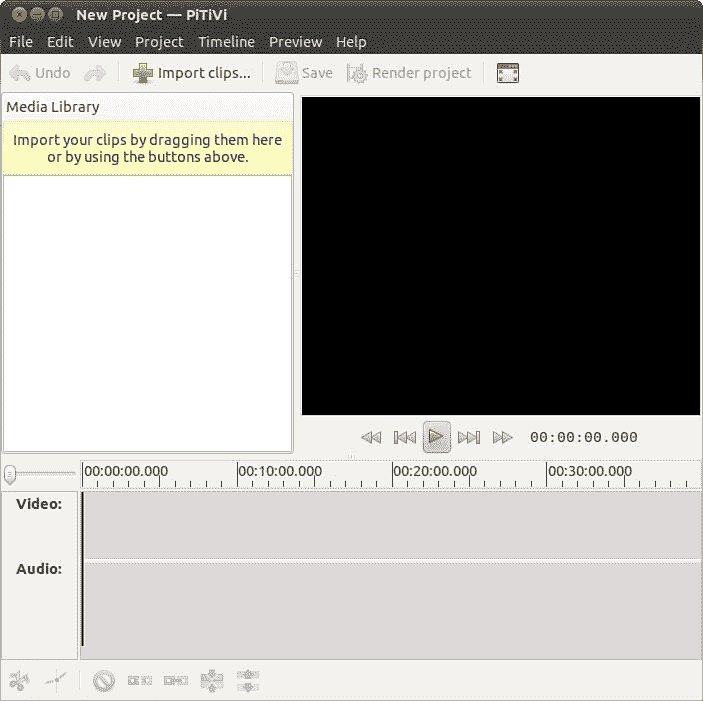 New Project — PiTiVi
File Edit View Project Timeline Preview Help
Undo Import clips... Save Render project
Media Library
Import your clips by dragging them here
or by using the buttons above.
00:00:00.000
00:00:00.000 00:10:00.000 00:20:00.000 00:30:00.000
Video:
Audio: